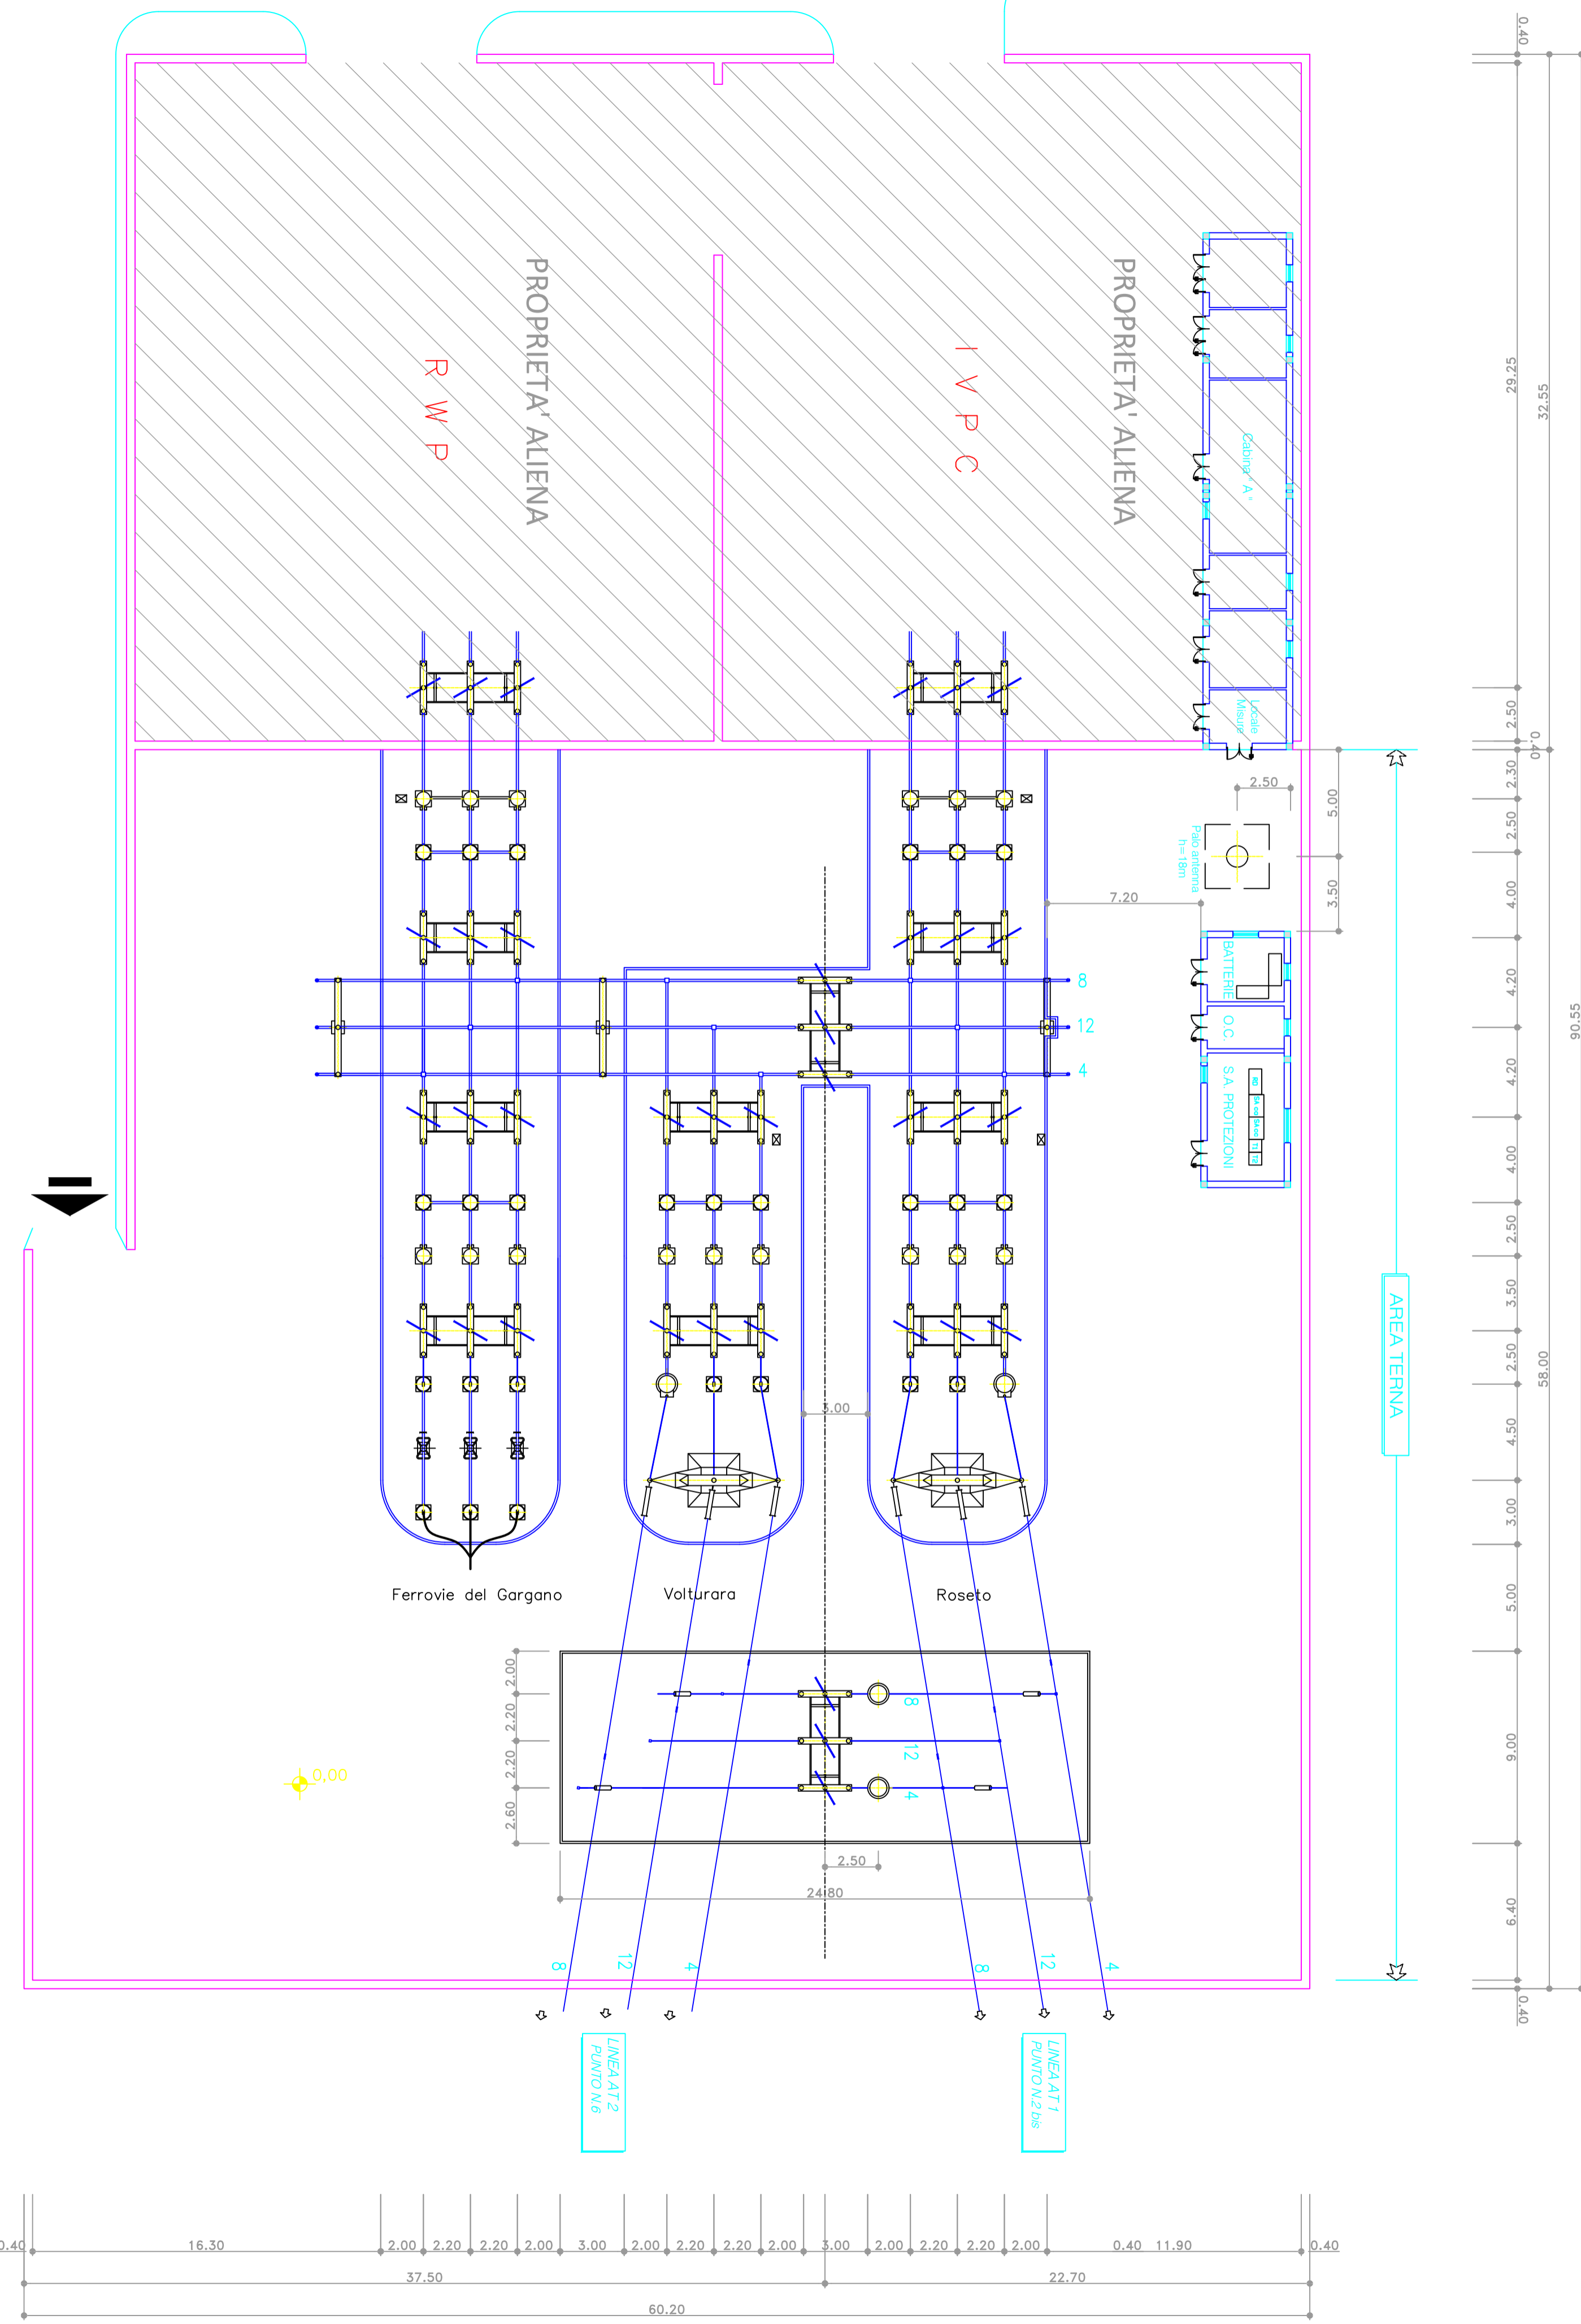 0.40
PROPRIETA' ALIENA
R W P
PROPRIETA' ALIENA
I V P C
Cabina " A "
Locale
Misure
29.25
32.55
2.50
0.40
2.30
2.50
4.00
4.20
4.20
4.00
2.50
3.50
2.50
4.50
3.00
5.00
9.00
6.40
0.40
58.00
90.55
5.00
3.50
2.50
Palo antenna
h=18m
7.20
BATTERIE
O.C.
S.A. PROTEZIONI
T1
T2
8
12
4
AREA TERNA
3.00
Ferrovie del Gargano
Volturara
Roseto
2.00
2.20
2.20
2.60
8
12
4
0.00
2.50
24.80
8
12
4
8
12
4
LINEA AT 2
PUNTO N.6
LINEA AT 1
PUNTO N.2 bis
0.40 16.30 2.00 2.20 2.20 2.00 3.00 2.00 2.20 2.20 2.00 3.00 2.00 2.20 2.20 2.00 0.40 11.90 0.40
37.50 22.70
60.20